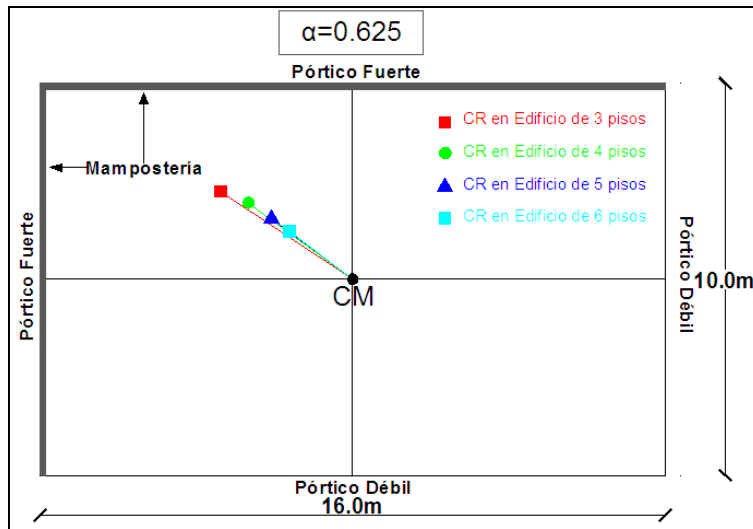 α=0.625
Pórtico Fuerte
CR en Edificio de 3 pisos
CR en Edificio de 4 pisos
Mampostería
CR en Edificio de 5 pisos
CR en Edificio de 6 pisos
Pórtico Fuerte
CM
Pórtico Débil
10.0m
Pórtico Débil
16.0m